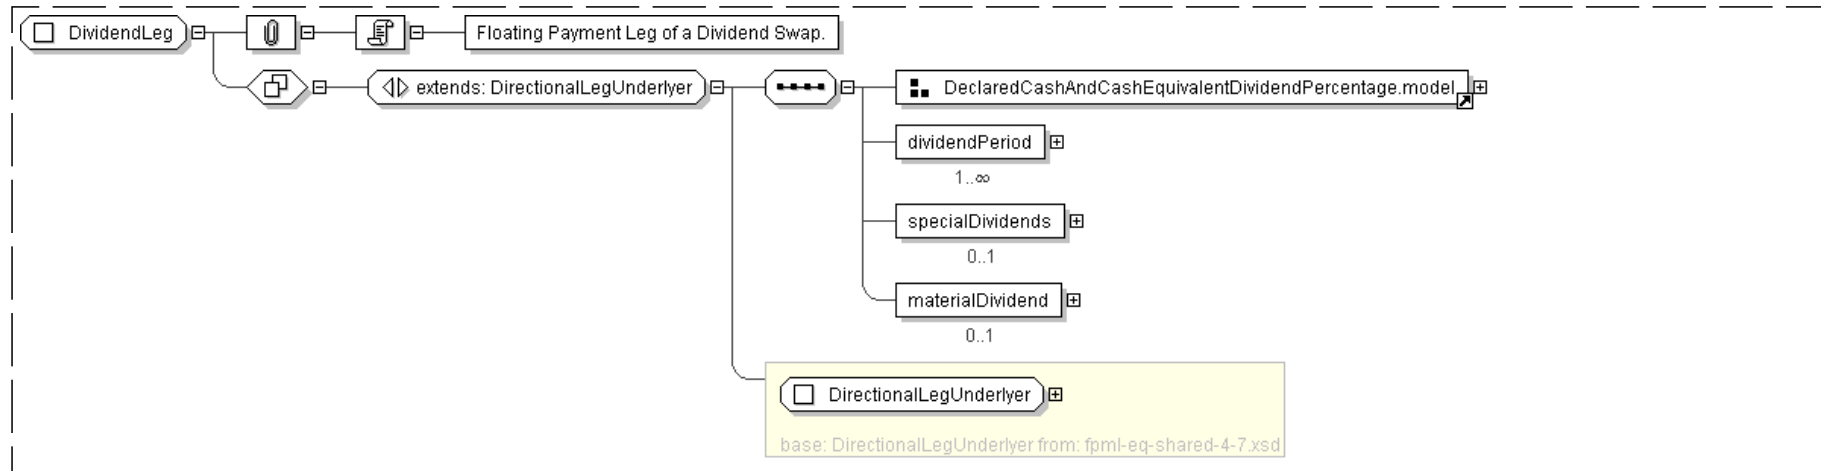 DividendLeg
Floating Payment Leg of a Dividend Swap.
extends: DirectionalLegUnderlyer
DeclaredCashAndCashEquivalentDividendPercentage.model
dividendPeriod
1..∞
specialDividends
0..1
materialDividend
0..1
DirectionalLegUnderlyer
base: DirectionalLegUnderlyer from: fpml-eq-shared-4-7.xsd